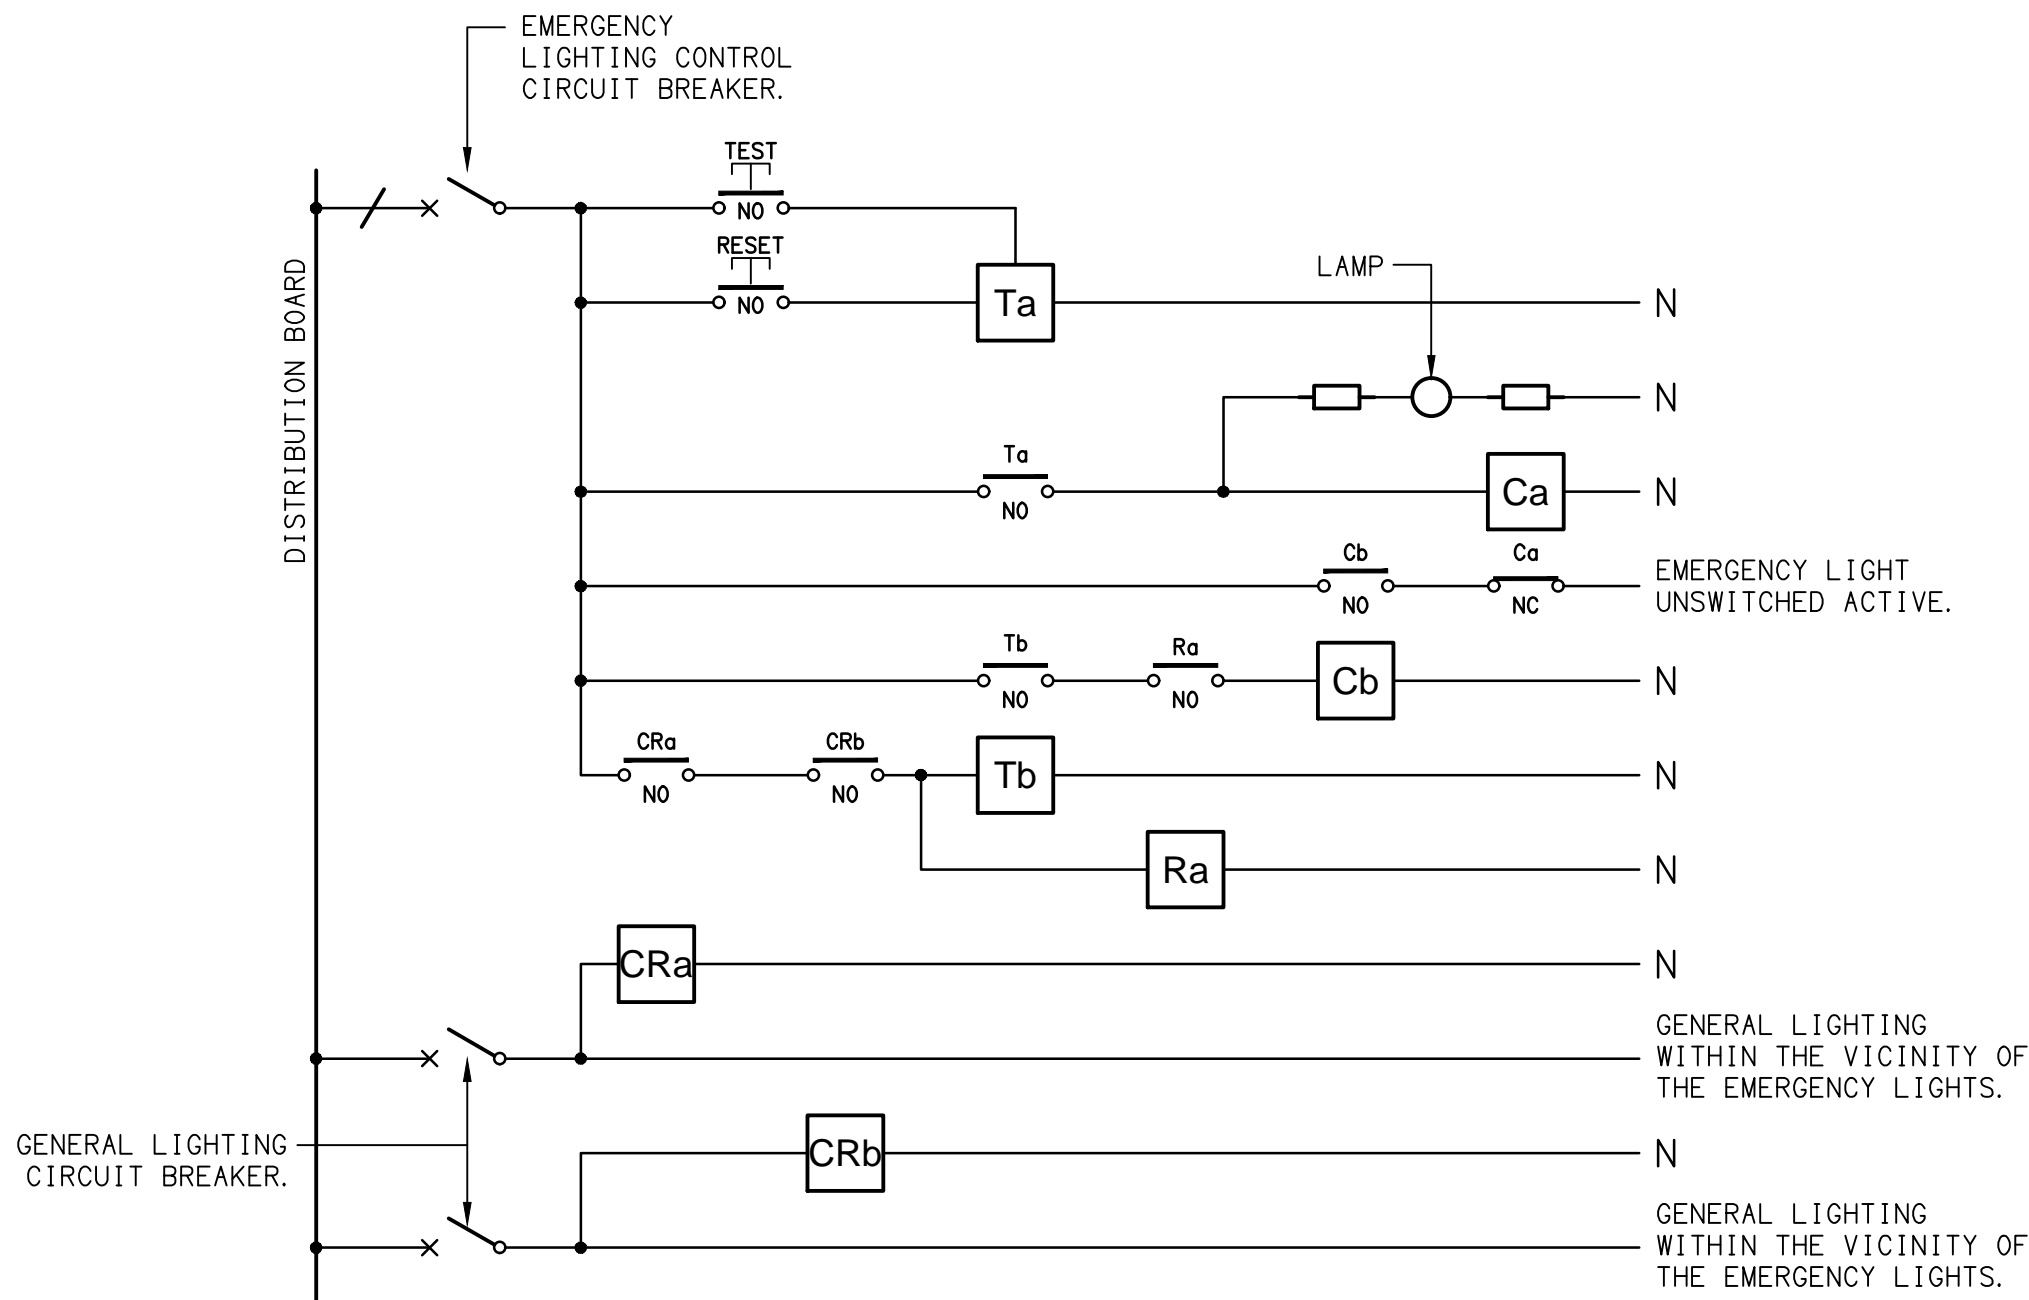 EMERGENCY
LIGHTING CONTROL
CIRCUIT BREAKER.
TEST
NO
RESET
NO
Ta
N
DISTRIBUTION BOARD
LAMP
N
Ta
NO
Ca
N
Cb
NO
Ca
NC
EMERGENCY LIGHT
UNSWITCHED ACTIVE.
Tb
NO
Ra
NO
Cb
N
CRa
NO
CRb
NO
Tb
N
Ra
N
CRa
N
GENERAL LIGHTING
WITHIN THE VICINITY OF
THE EMERGENCY LIGHTS.
GENERAL LIGHTING
CIRCUIT BREAKER.
CRb
N
GENERAL LIGHTING
WITHIN THE VICINITY OF
THE EMERGENCY LIGHTS.